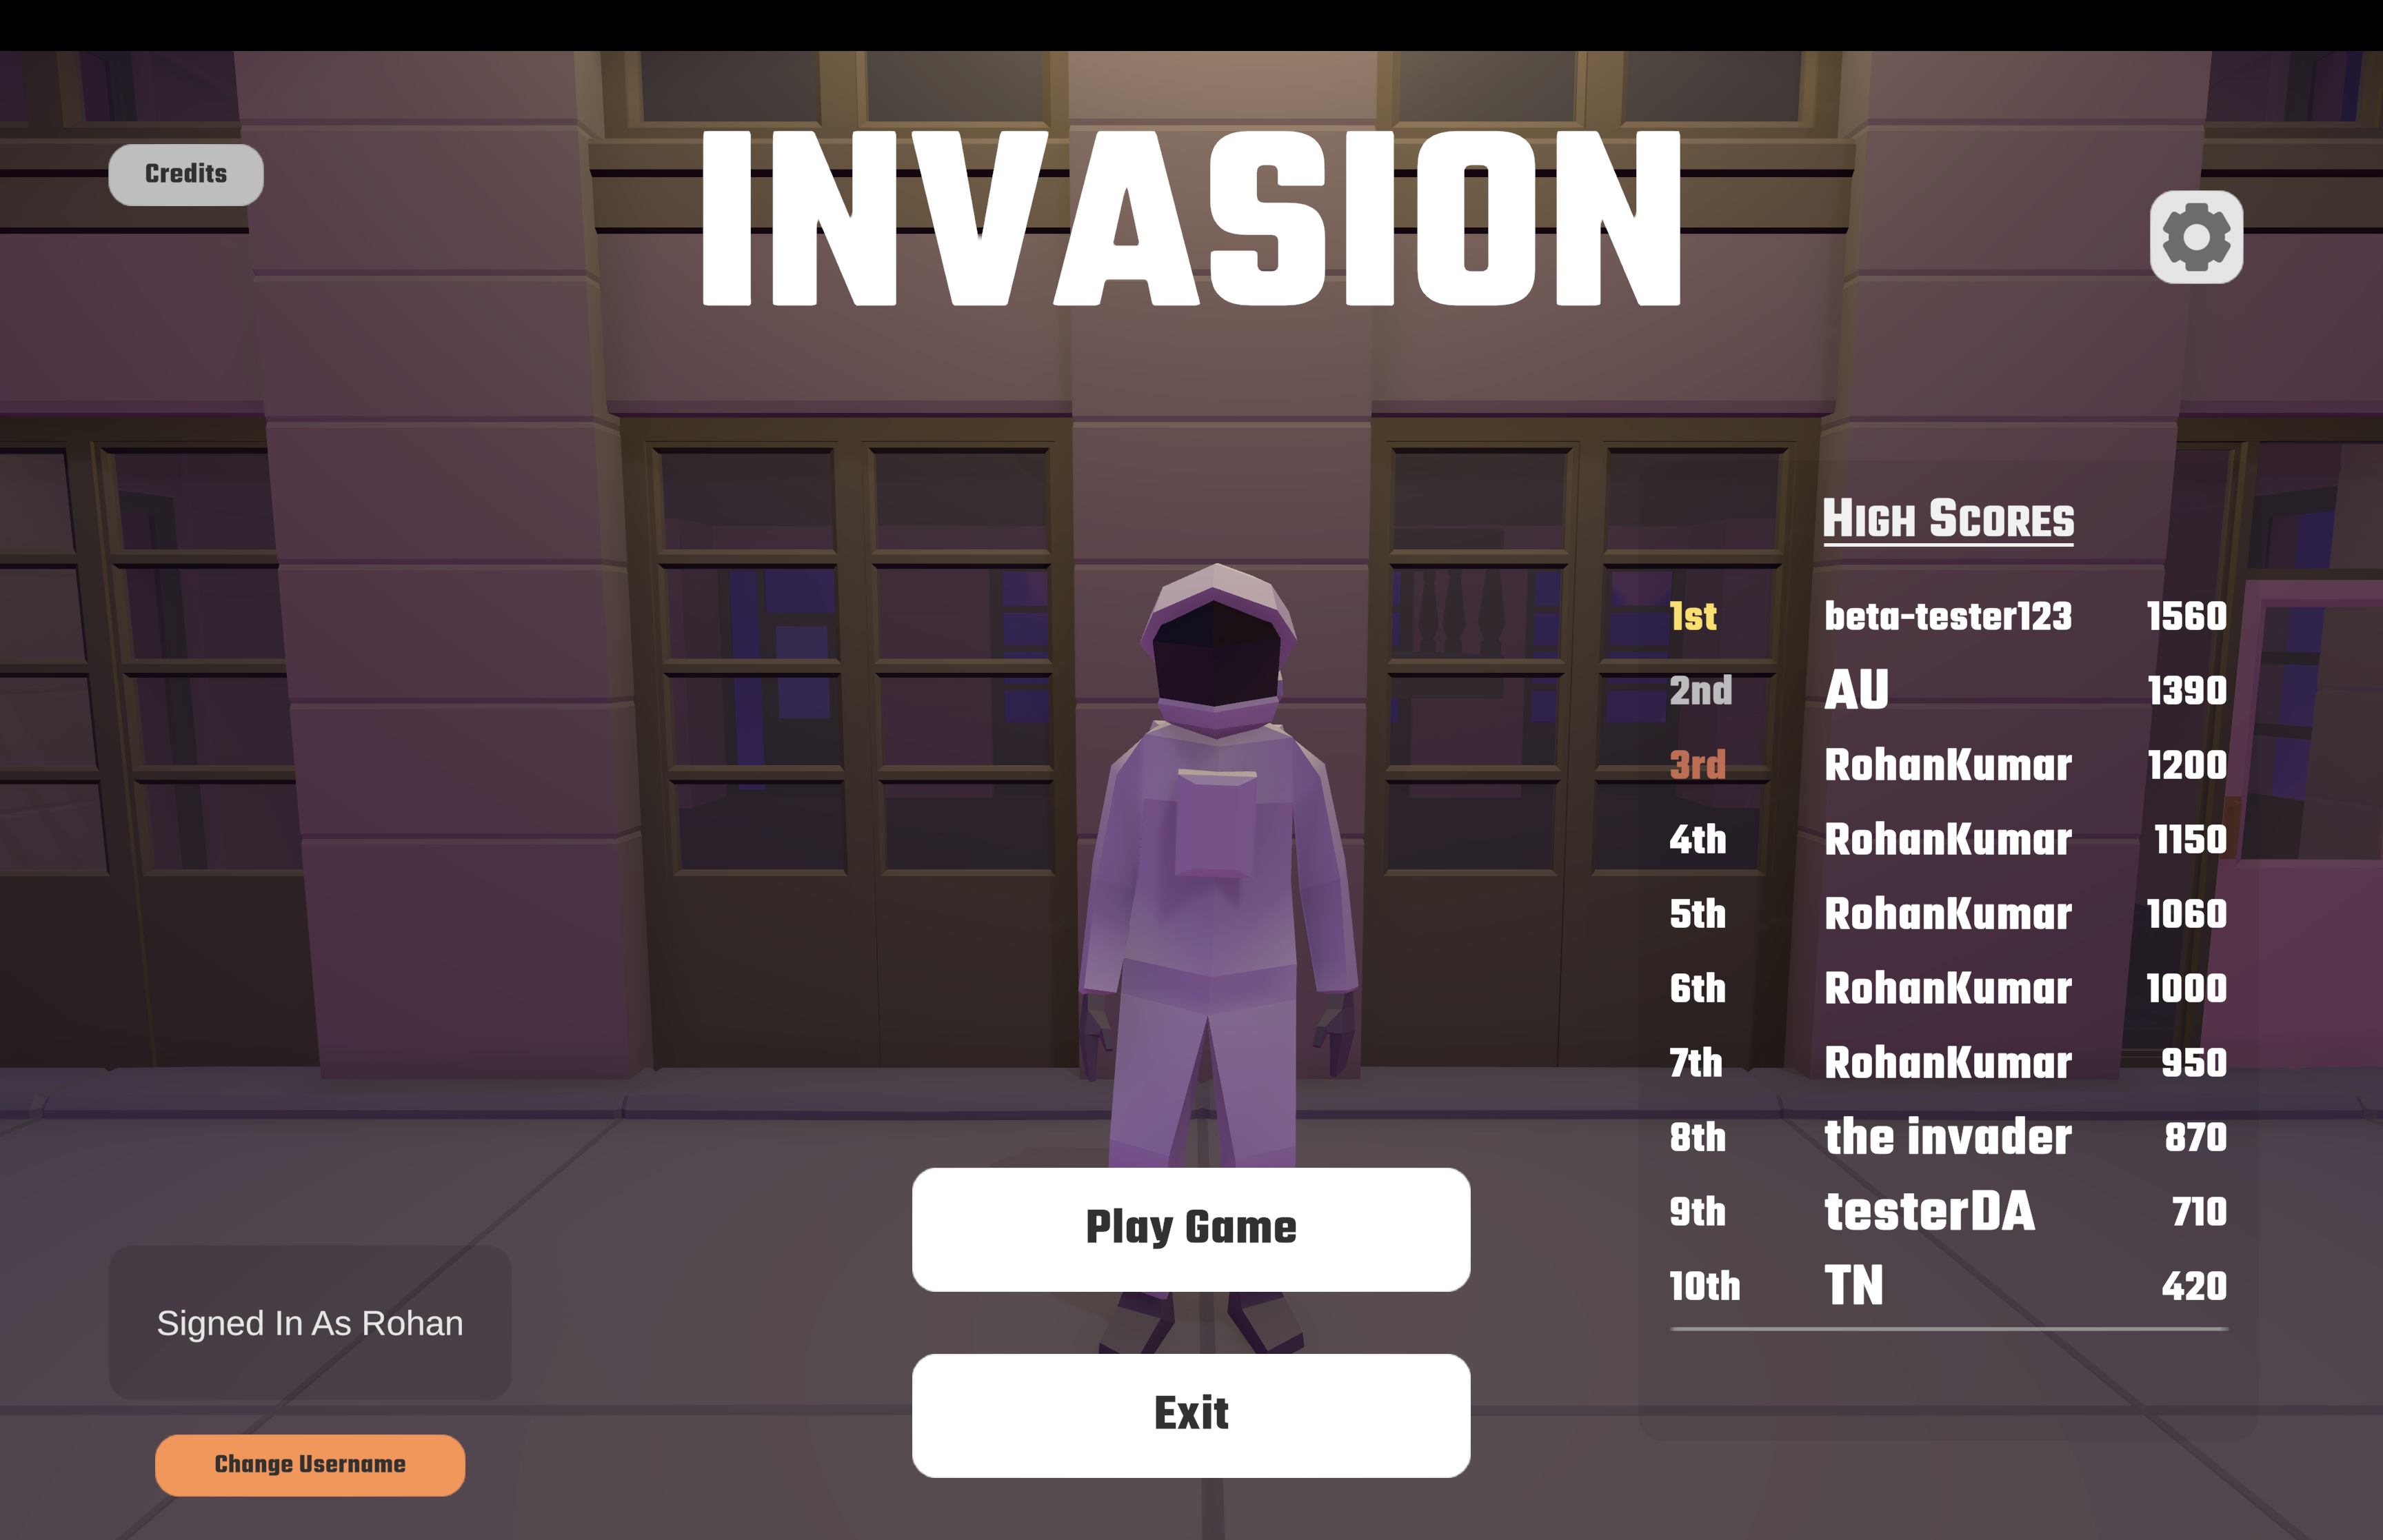 INVASION
Credits
High Scores
1st beta-tester123 1560
2nd AU 1390
3rd RohanKumar 1200
4th RohanKumar 1150
5th RohanKumar 1060
6th RohanKumar 1000
7th RohanKumar 950
8th the invader 870
9th testerDA 710
10th TN 420
Play Game
Exit
Signed In As Rohan
Change Username